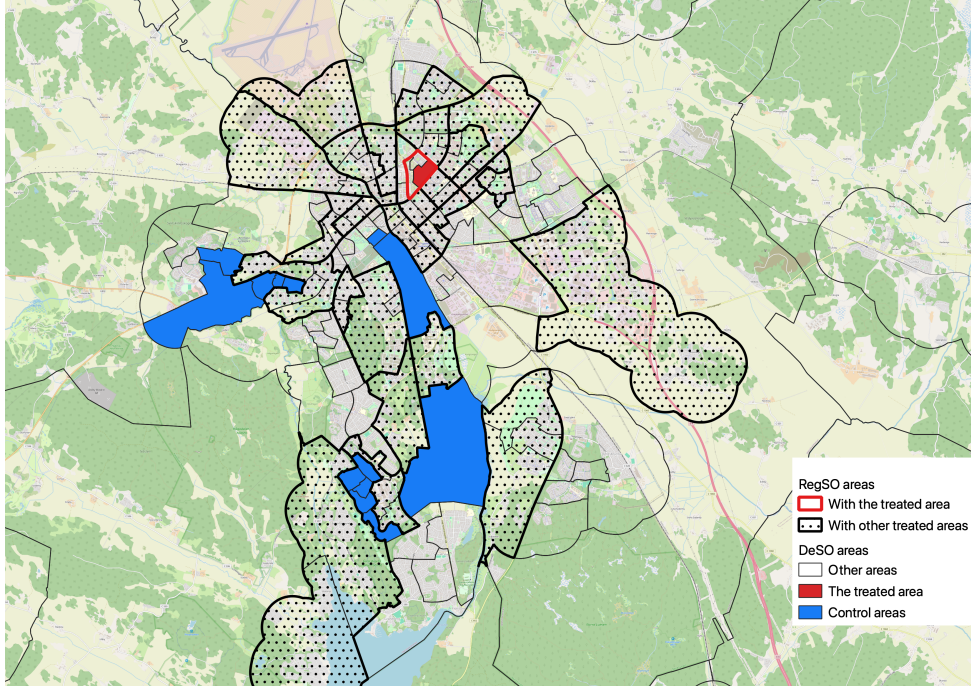 RegSO areas
With the treated area
With other treated areas
DeSO areas
Other areas
The treated area
Control areas